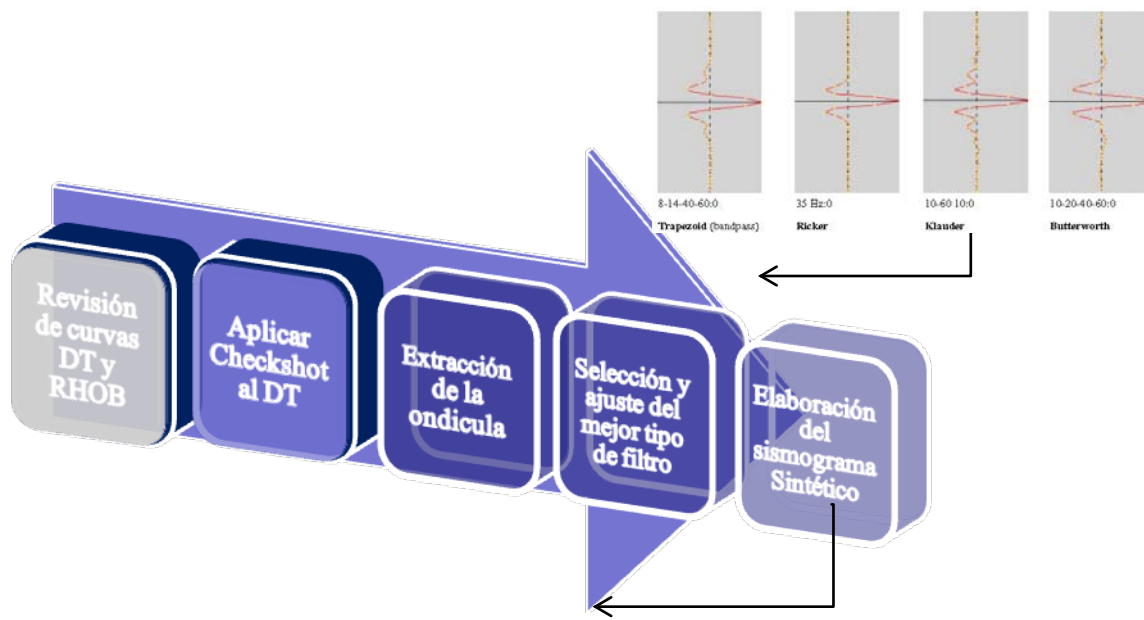 8-14-40-60:0
Trapezoid (bandpass)
35 Hz:0
Ricker
10-60 10:0
Klauder
10-20-40-60:0
Butterworth
Revisión
de curvas
DT y
RHOB
Aplicar
Checkshot
al DT
Extracción
de la
ondicula
Selección y
ajuste del
mejor tipo
de filtro
Elaboración
del
sismograma
Sintético